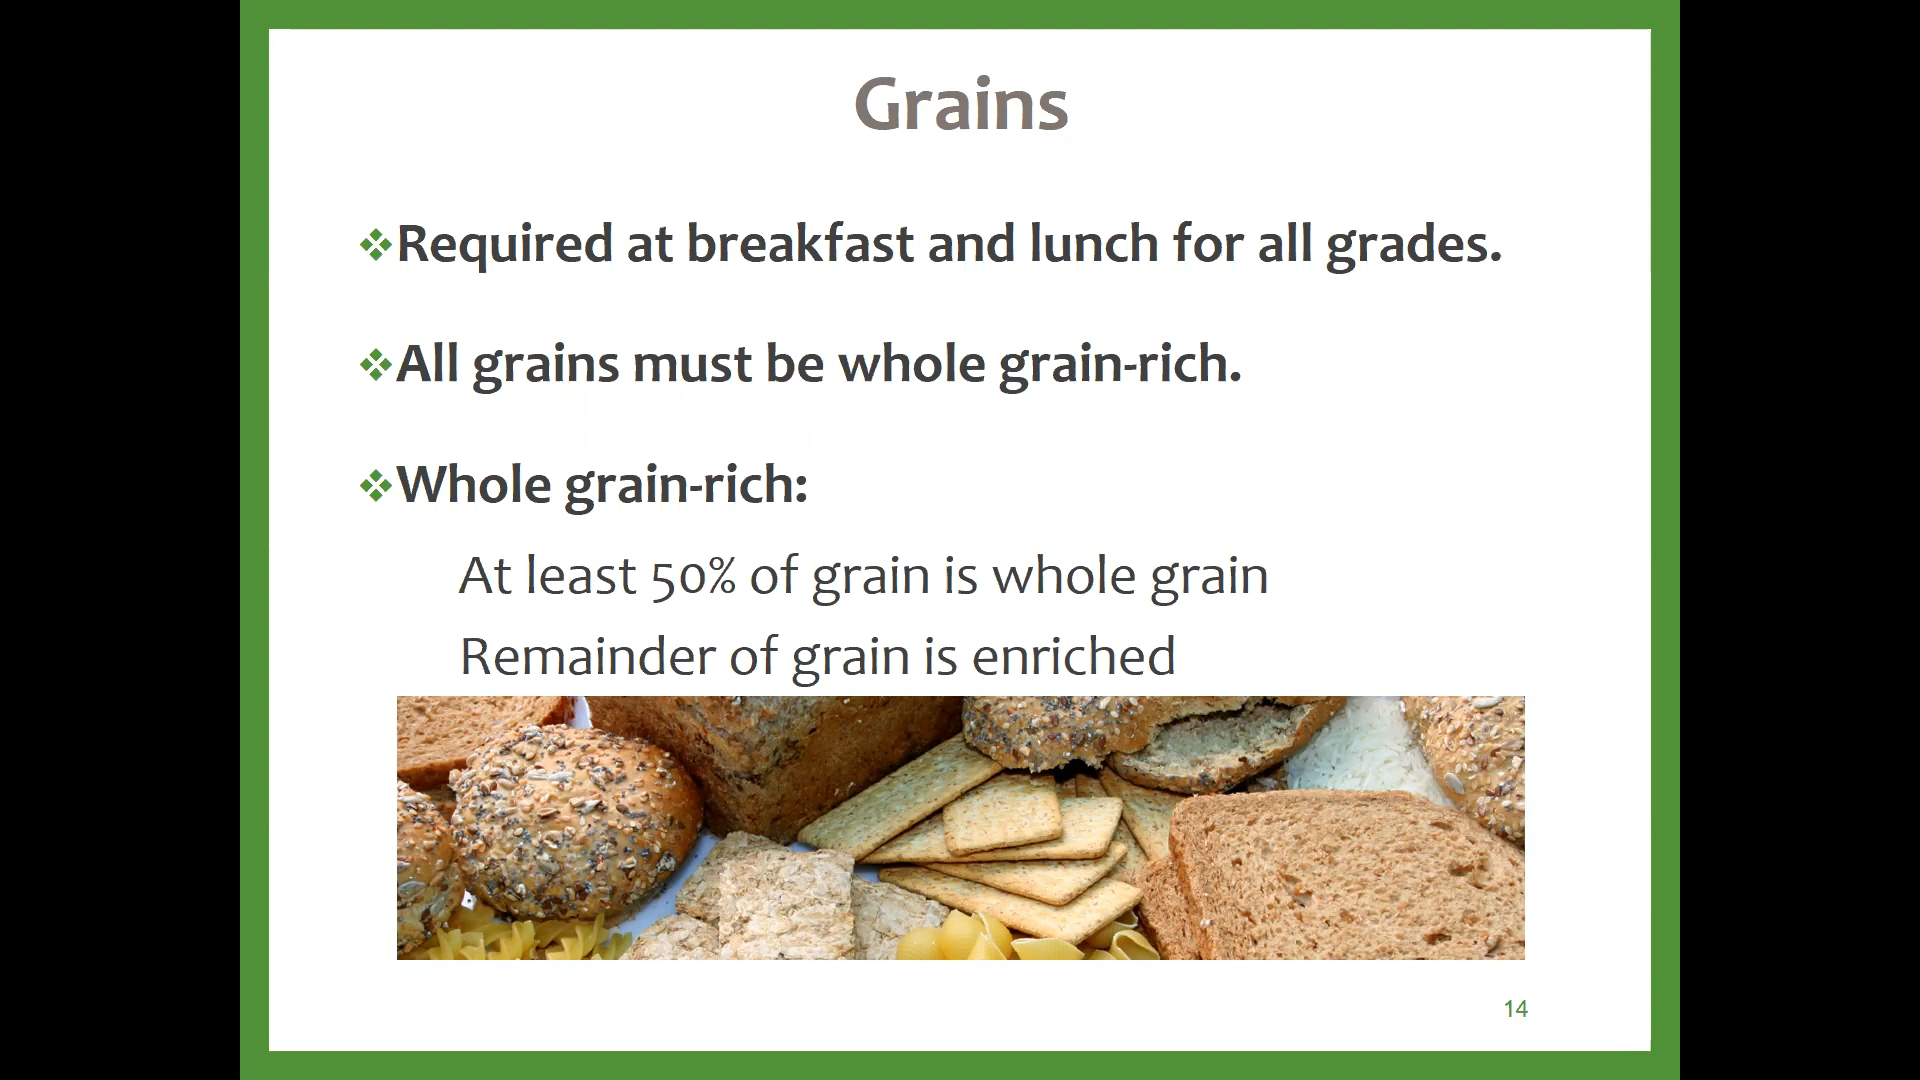 Grains
❖Required at breakfast and lunch for all grades.
❖All grains must be whole grain-rich.
❖Whole grain-rich:
At least 50% of grain is whole grain
Remainder of grain is enriched
14